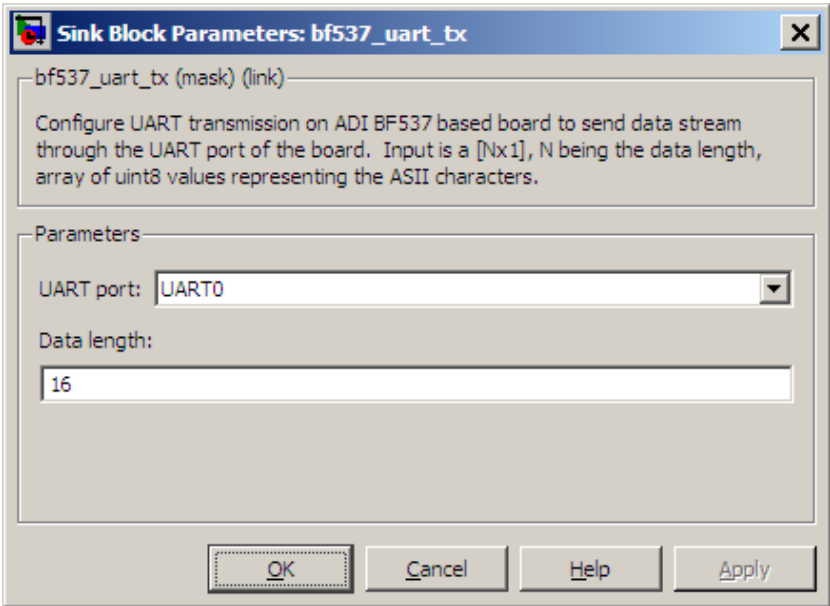 Sink Block Parameters: bf537_uart_tx
bf537_uart_tx (mask) (link)
Configure UART transmission on ADI BF537 based board to send data stream
through the UART port of the board. Input is a [Nx1], N being the data length,
array of uint8 values representing the ASII characters.
Parameters
UART port: UART0
Data length:
16
OK Cancel Help Apply